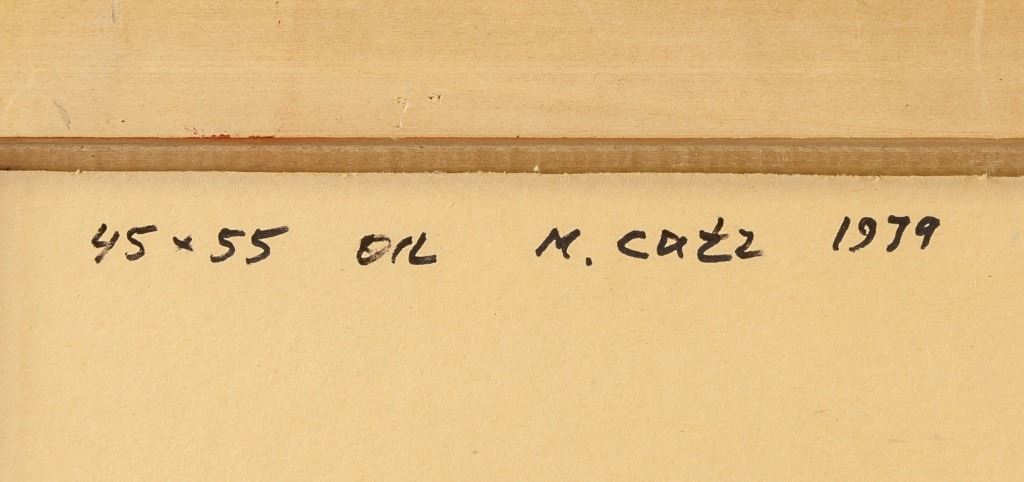 45 × 55 OIL M. CATZ 1979